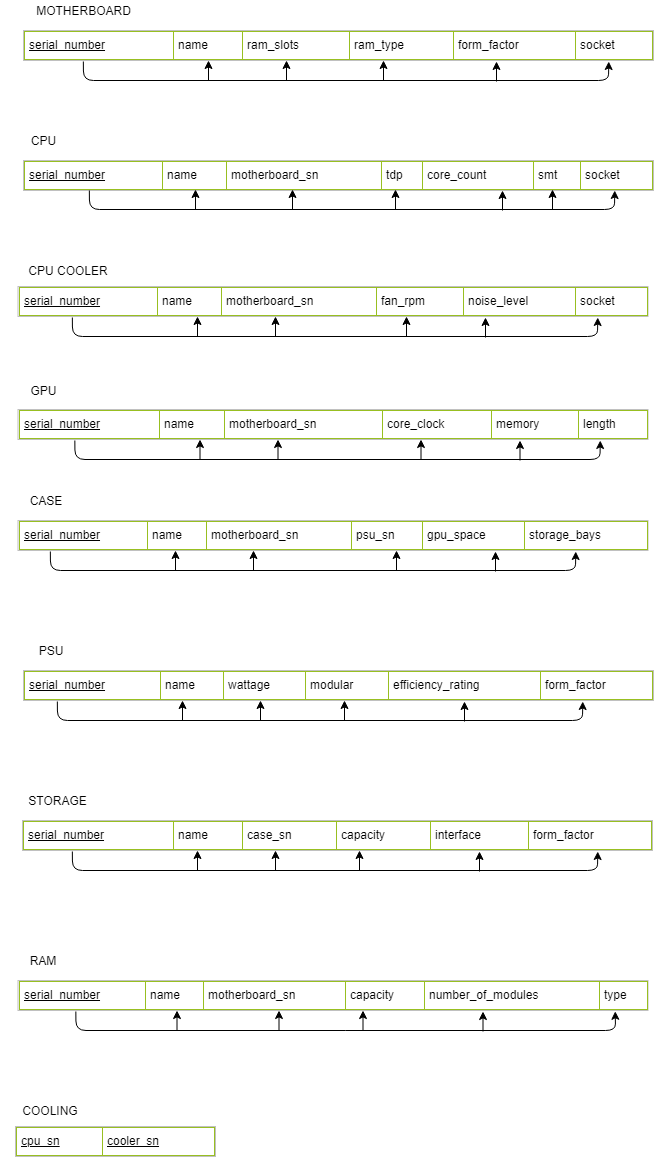 MOTHERBOARD
serial_number name ram_slots ram_type form_factor socket
CPU
serial_number name motherboard_sn tdp core_count smt socket
CPU COOLER
serial_number name motherboard_sn fan_rpm noise_level socket
GPU
serial_number name motherboard_sn core_clock memory length
CASE
serial_number name motherboard_sn psu_sn gpu_space storage_bays
PSU
serial_number name wattage modular efficiency_rating form_factor
STORAGE
serial_number name case_sn capacity interface form_factor
RAM
serial_number name motherboard_sn capacity number_of_modules type
COOLING
cpu_sn cooler_sn